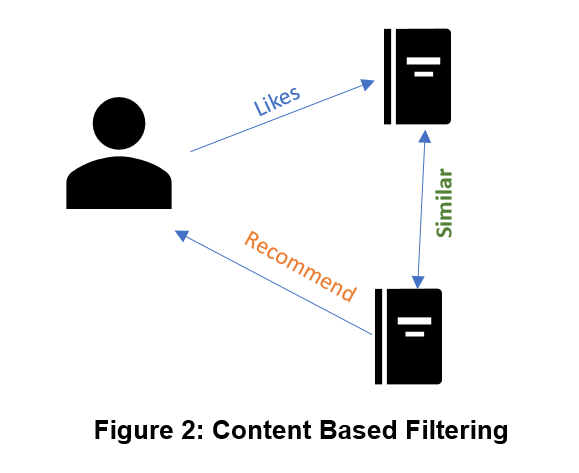 Likes
Similar
Recommend
Figure 2: Content Based Filtering